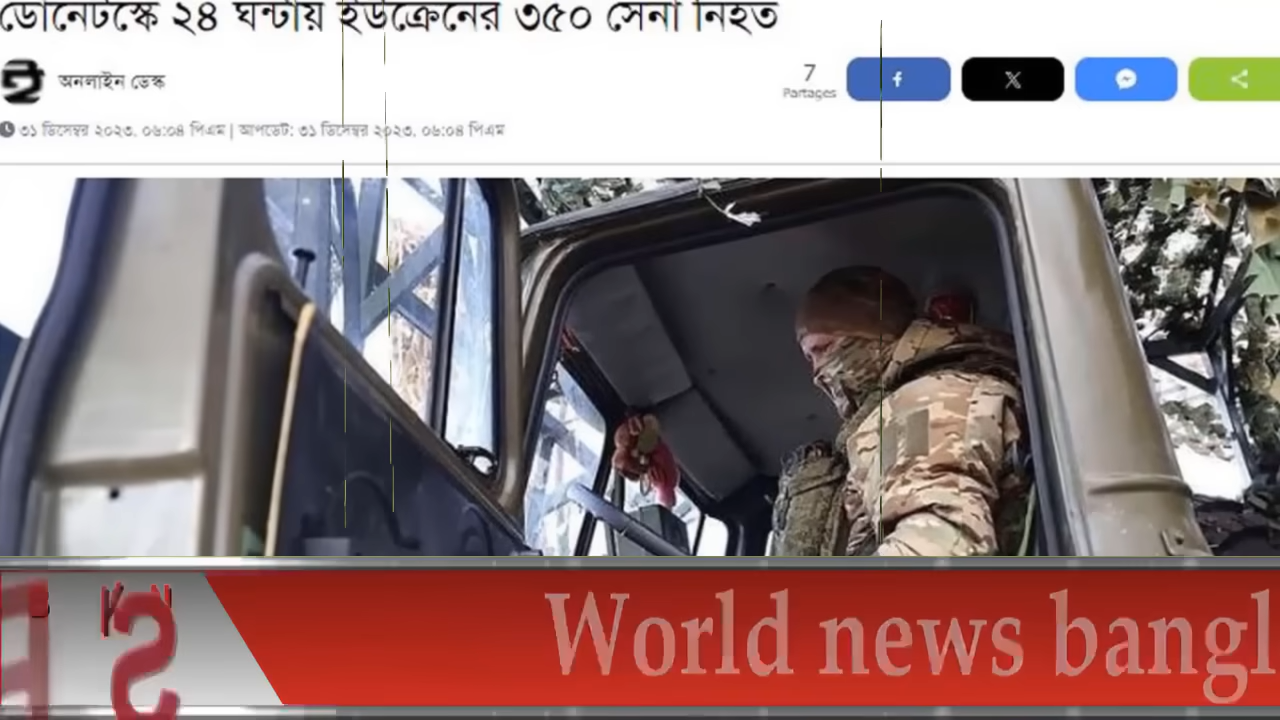 ডোনেটস্কে ২৪ ঘন্টায় ইউক্রেনের ৩৫০ সেনা নিহত
অনলাইন ডেস্ক
7
Partages
৩১ ডিসেম্বর ২০২৩, ০৬:০৪ পিএম | আপডেট: ৩১ ডিসেম্বর ২০২৩, ০৬:০৪ পিএম
World news bangl